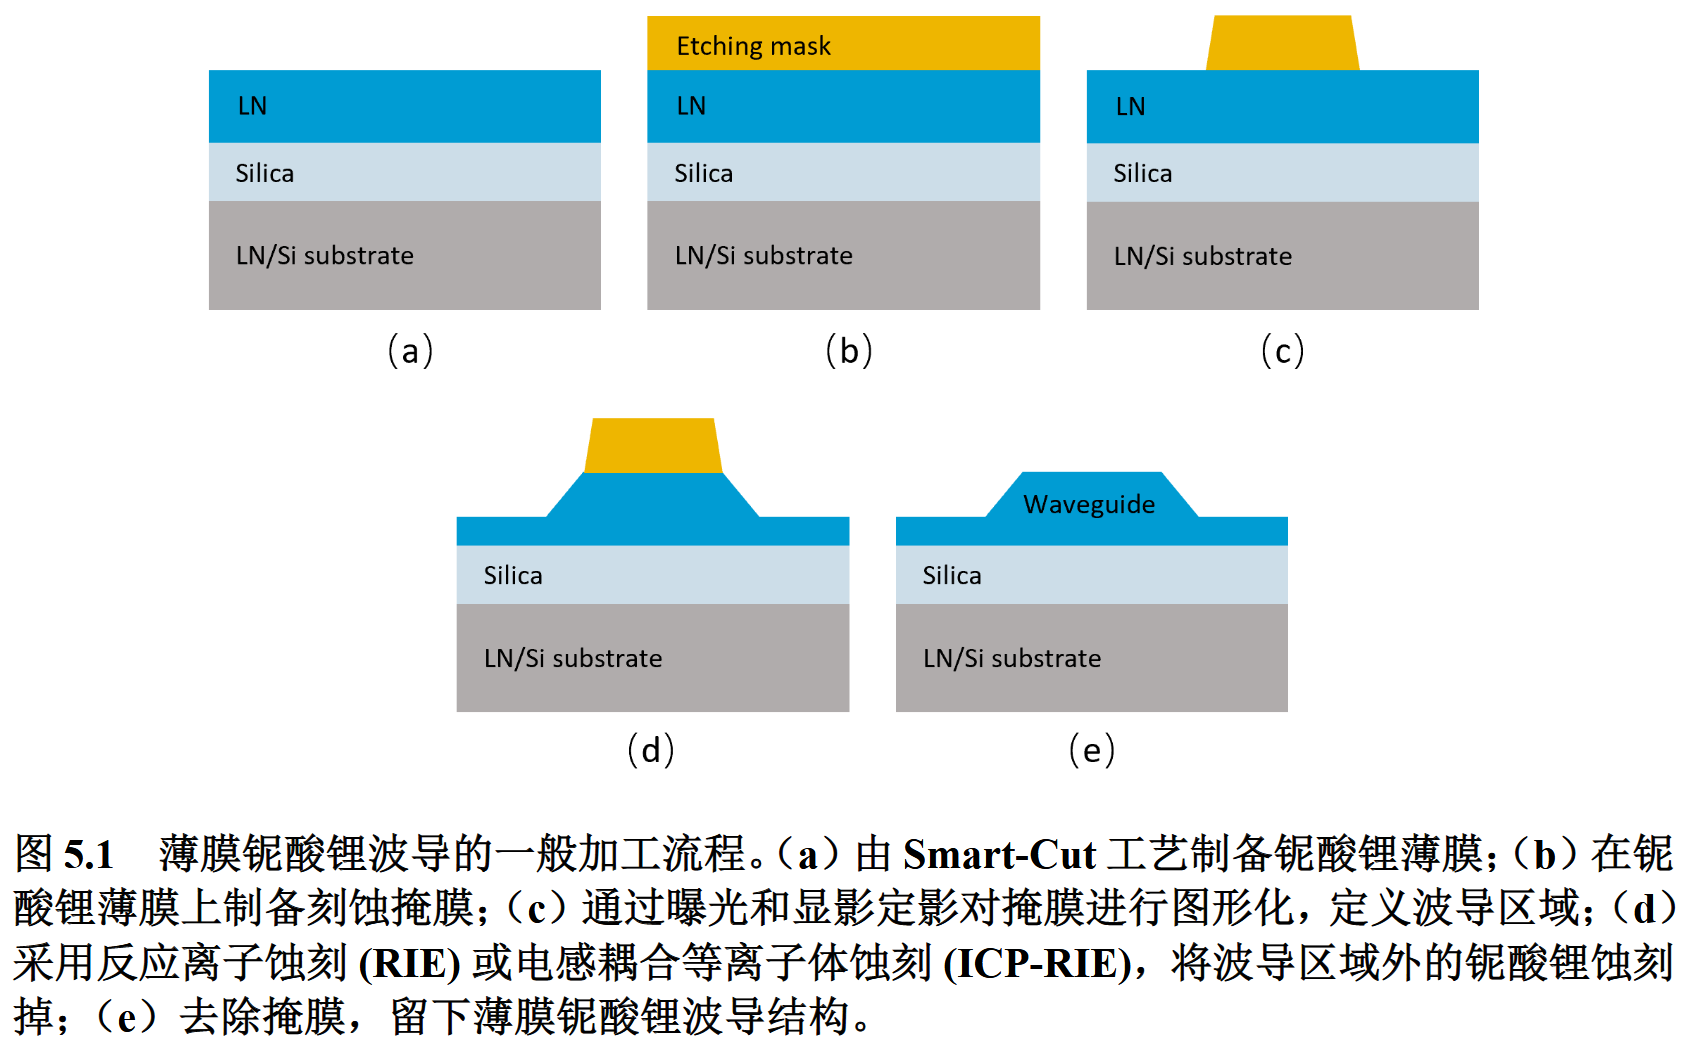 Etching mask
LN
LN
LN
Silica
Silica
Silica
LN/Si substrate
LN/Si substrate
LN/Si substrate
（a）
（b）
（c）
Waveguide
Silica
Silica
LN/Si substrate
LN/Si substrate
（d）
（e）
图 5.1　薄膜铌酸锂波导的一般加工流程。（a）由 Smart-Cut 工艺制备铌酸锂薄膜；（b）在铌
酸锂薄膜上制备刻蚀掩膜；（c）通过曝光和显影定影对掩膜进行图形化，定义波导区域；（d）
采用反应离子蚀刻 (RIE) 或电感耦合等离子体蚀刻 (ICP-RIE)，将波导区域外的铌酸锂蚀刻
掉；（e）去除掩膜，留下薄膜铌酸锂波导结构。